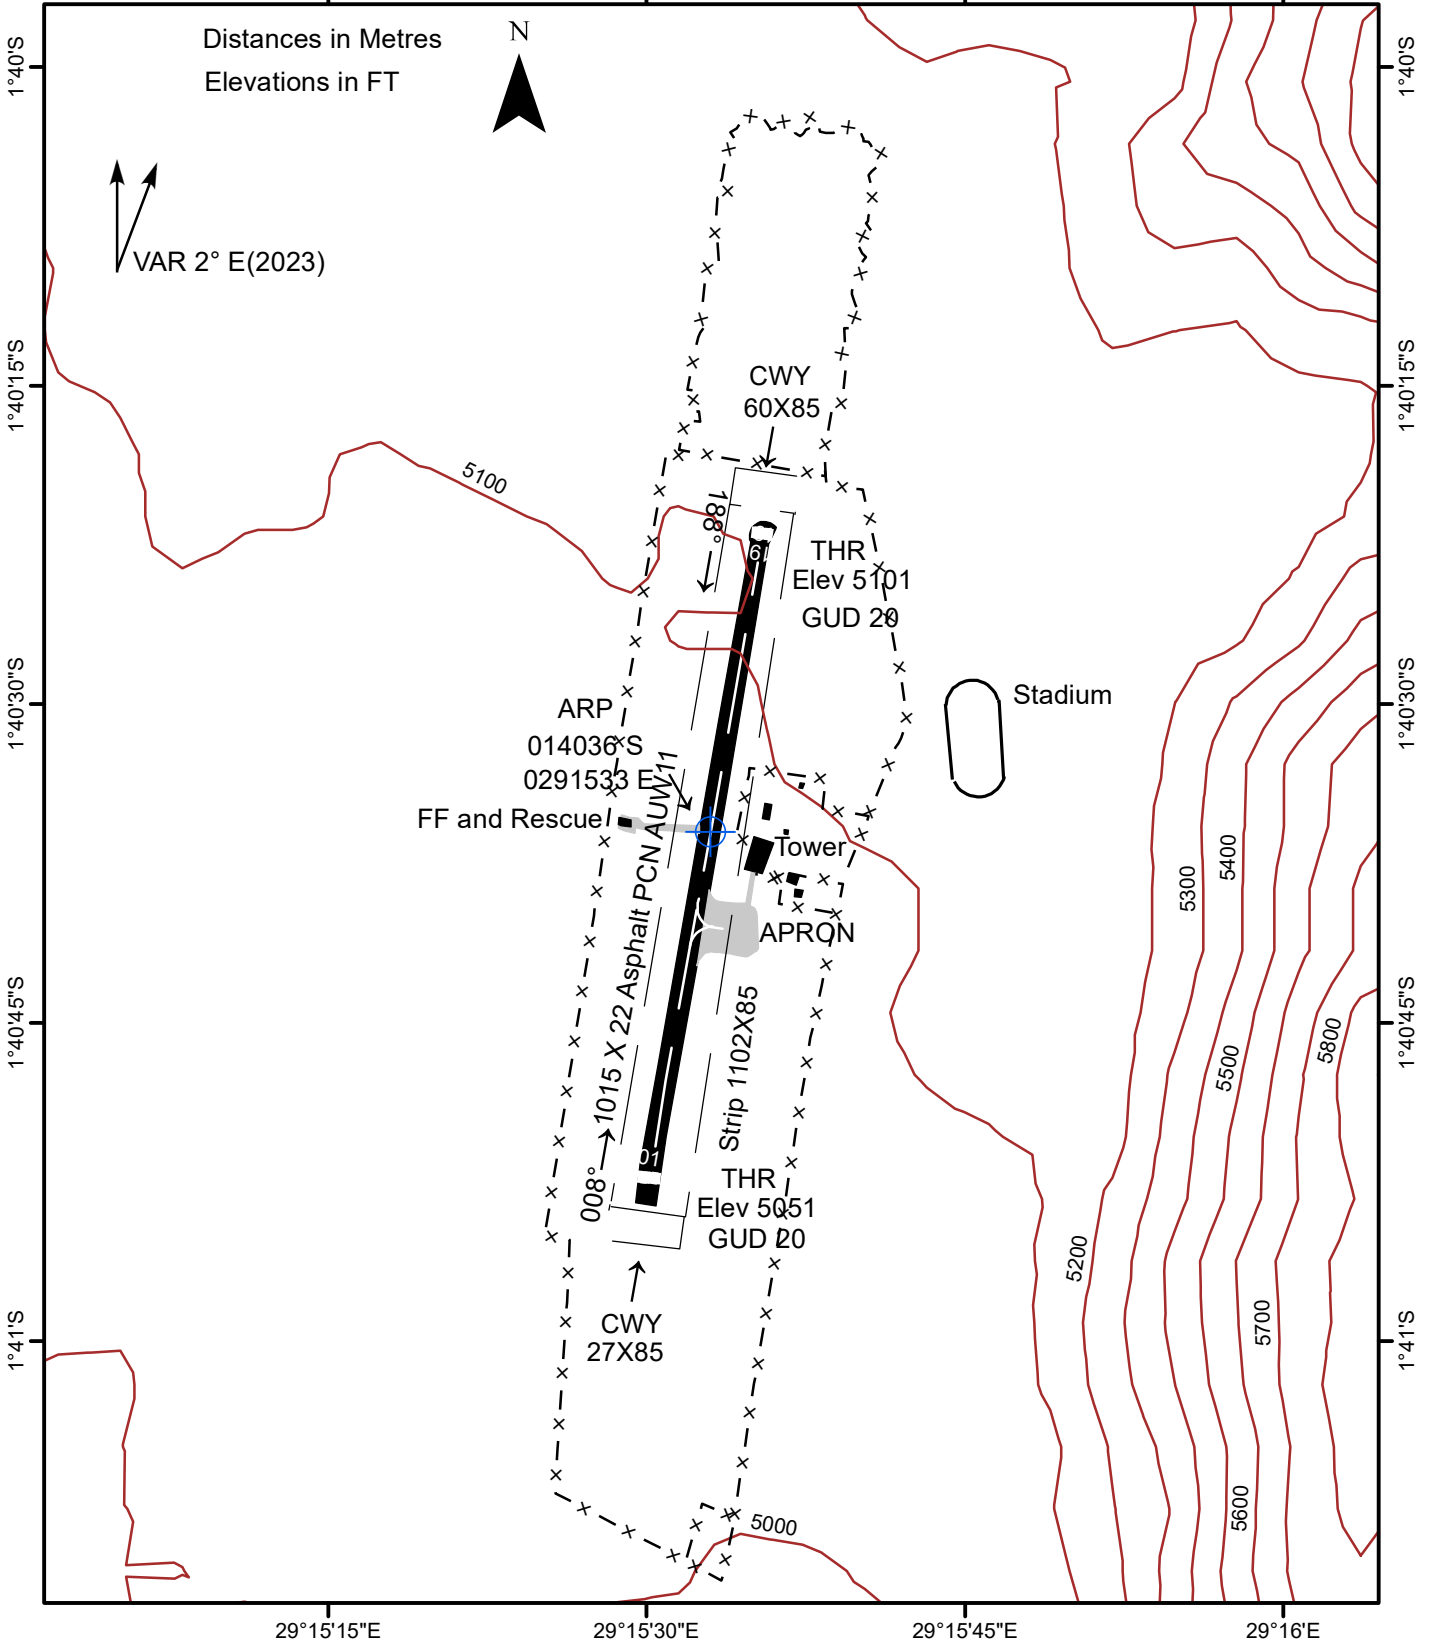 Distances in Metres
Elevations in FT
N
VAR 2° E(2023)
1°40'S
1°40'S
1°40'15"S
1°40'15"S
CWY
60X85
5100
188°
19
THR
Elev 5101
GUD 20
1°40'30"S
1°40'30"S
Stadium
ARP
014036 S
0291533 E
FF and Rescue
Tower
APRON
1015 X 22 Asphalt PCN AUW 11
Strip 1102X85
5300
5400
5500
5800
1°40'45"S
1°40'45"S
01
008°
THR
Elev 5051
GUD 20
CWY
27X85
5200
5700
5600
5000
1°41'S
1°41'S
29°15'15"E
29°15'30"E
29°15'45"E
29°16'E